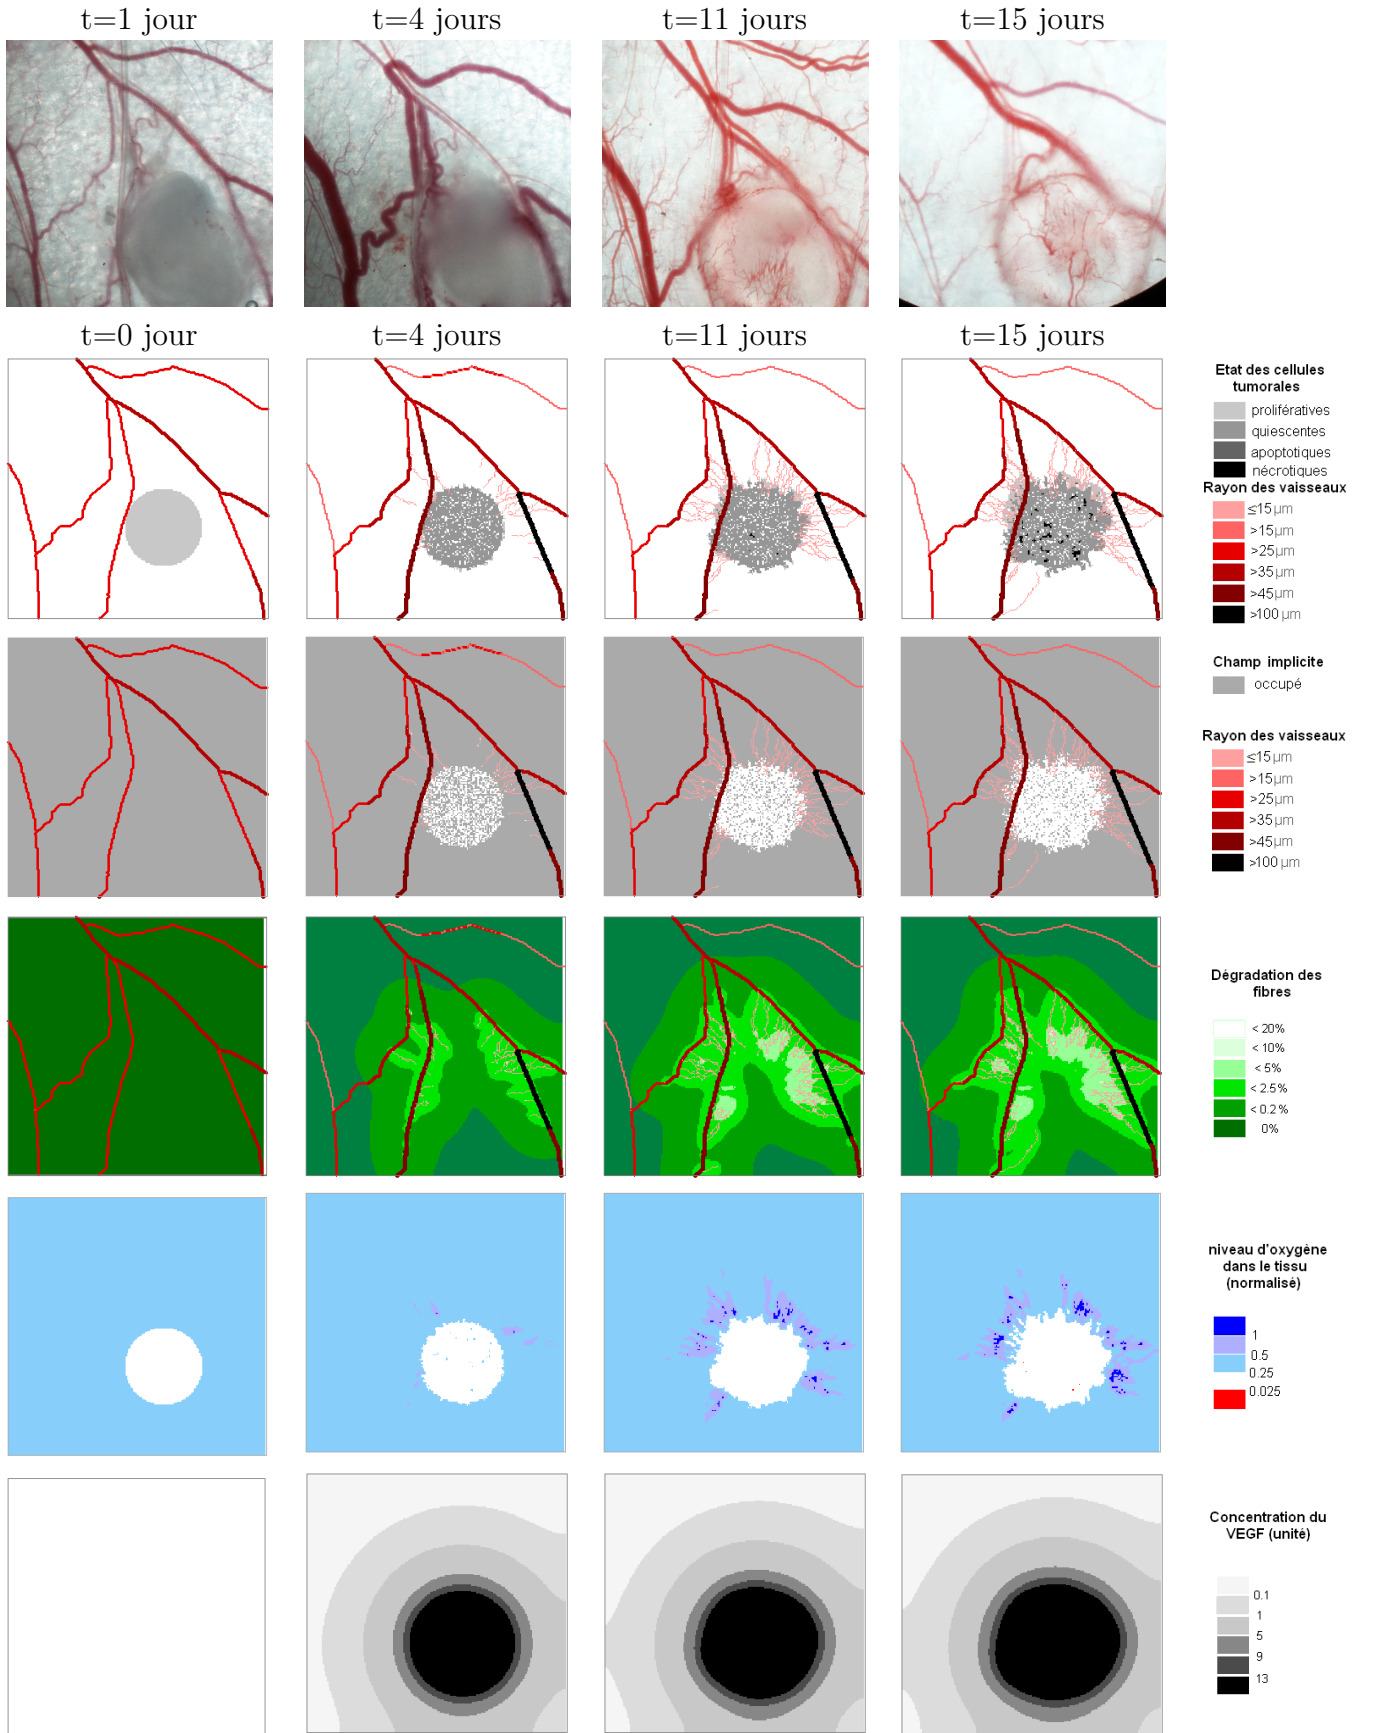 t=1 jour
t=4 jours
t=11 jours
t=15 jours
t=0 jour
t=4 jours
t=11 jours
t=15 jours
Etat des cellules
tumorales
prolifératives
quiescentes
apoptotiques
nécrotiques
Rayon des vaisseaux
≤15µm
>15µm
>25µm
>35µm
>45µm
>100µm
Champ implicite
occupé
Rayon des vaisseaux
≤15µm
>15µm
>25µm
>35µm
>45µm
>100µm
Dégradation des
fibres
< 20%
< 10%
< 5%
< 2.5%
< 0.2%
0%
niveau d'oxygène
dans le tissu
(normalisé)
1
0.5
0.25
0.025
Concentration du
VEGF (unité)
0.1
1
5
9
13